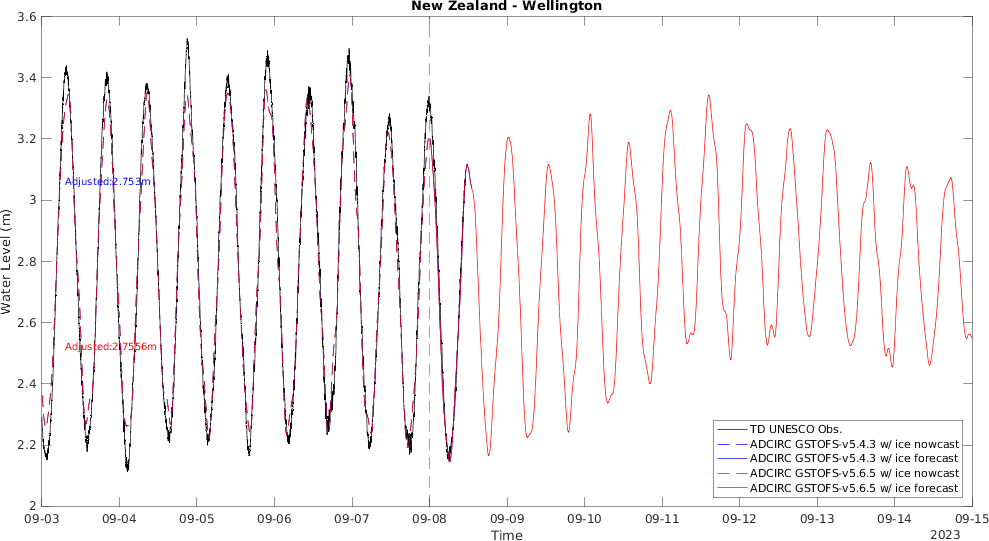 New Zealand - Wellington
3.6
3.4
3.2
3
2.8
2.6
2.4
2.2
2
Water Level (m)
Adjusted:2.753m
Adjusted:2.7556m
TD UNESCO Obs.
ADCIRC GSTOFS-v5.4.3 w/ ice nowcast
ADCIRC GSTOFS-v5.4.3 w/ ice forecast
ADCIRC GSTOFS-v5.6.5 w/ ice nowcast
ADCIRC GSTOFS-v5.6.5 w/ ice forecast
09-03 09-04 09-05 09-06 09-07 09-08 09-09 09-10 09-11 09-12 09-13 09-14 09-15
Time
2023